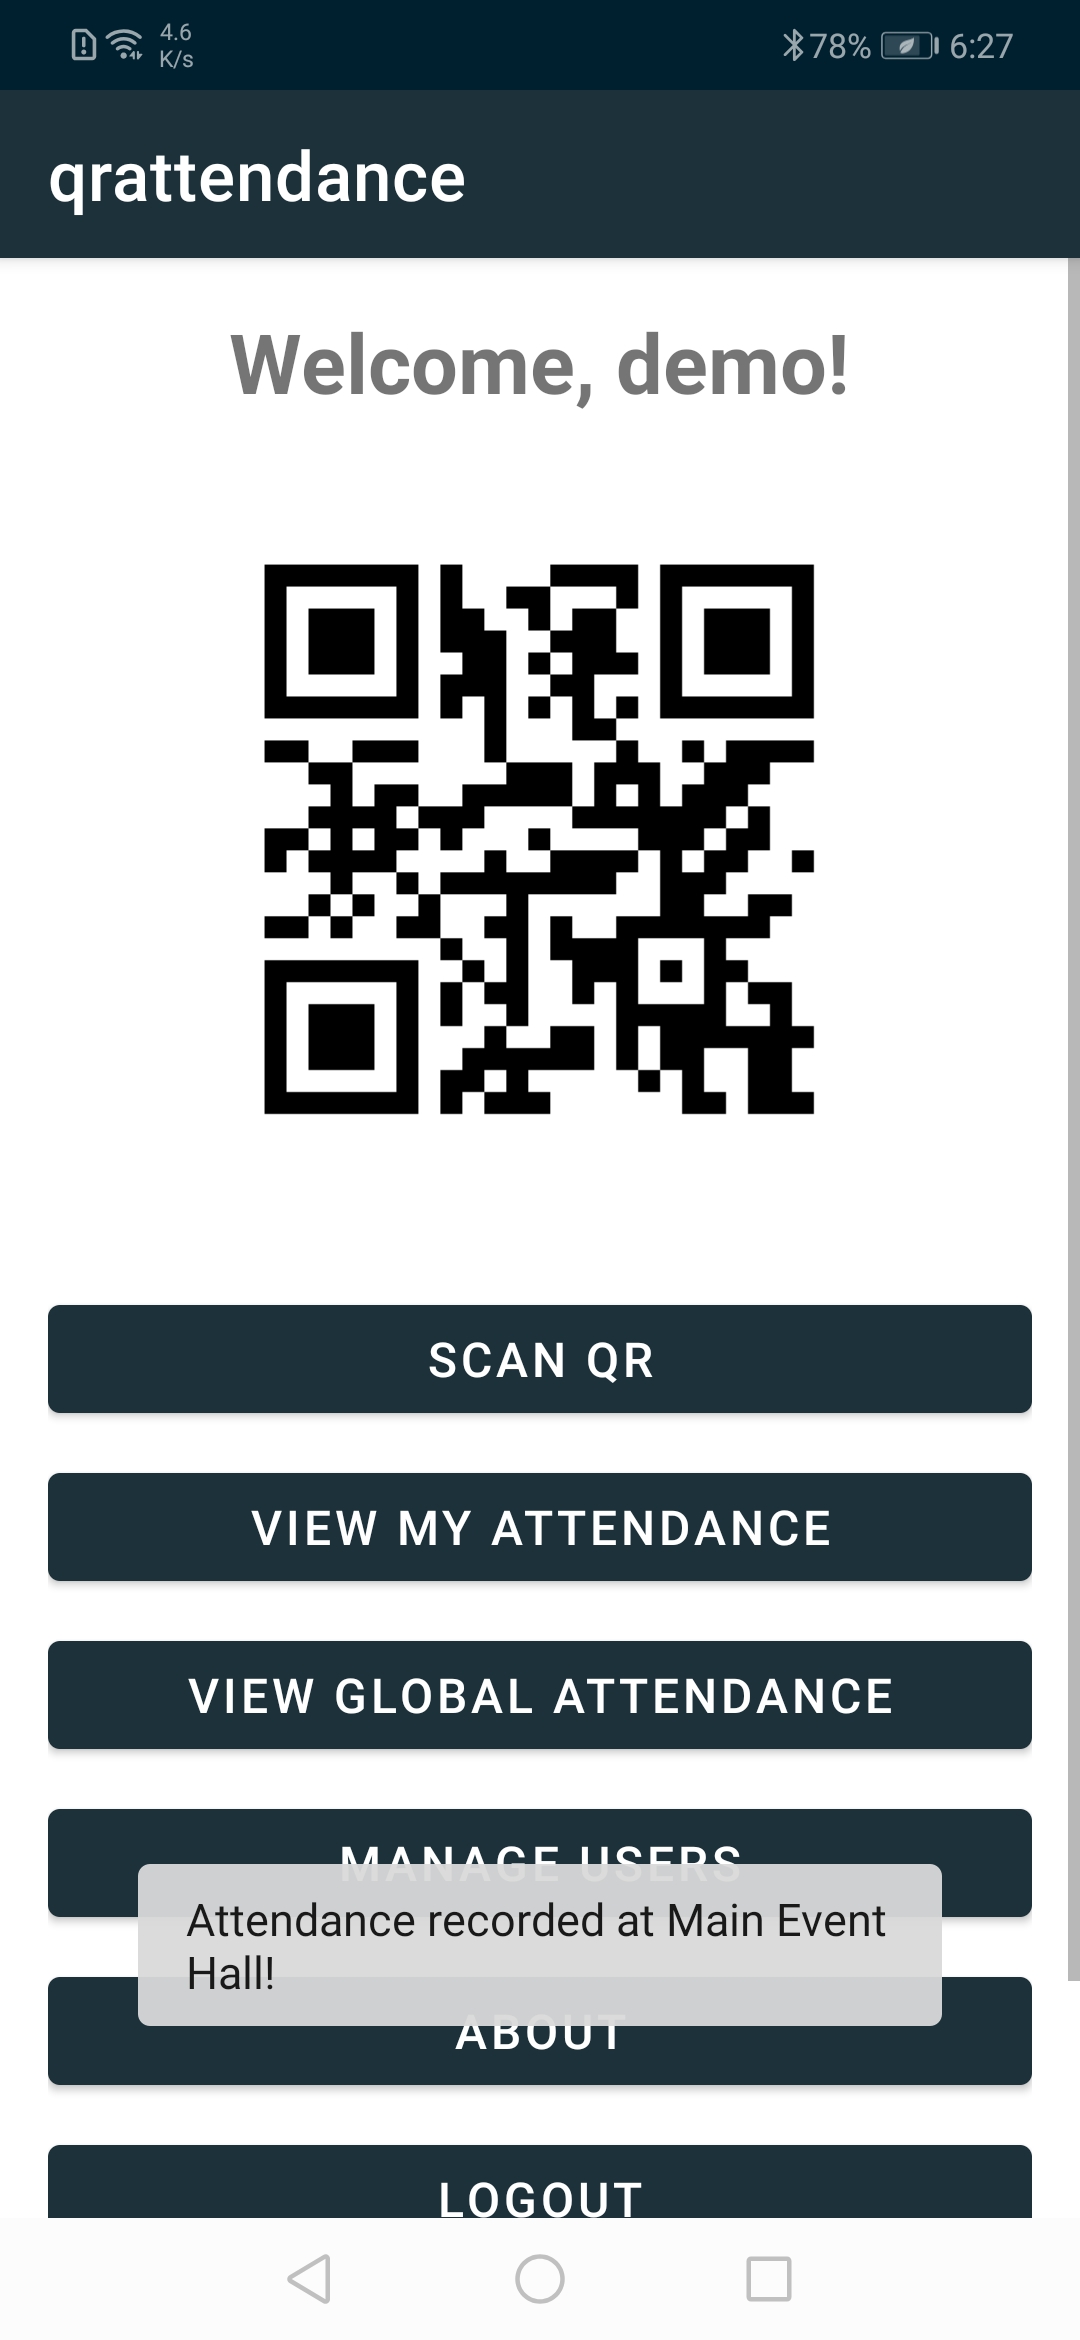 4.6
K/s
78%
6:27
qrattendance
Welcome, demo!
SCAN QR
VIEW MY ATTENDANCE
VIEW GLOBAL ATTENDANCE
MANAGE USERS
Attendance recorded at Main Event
Hall!
ABOUT
LOGOUT